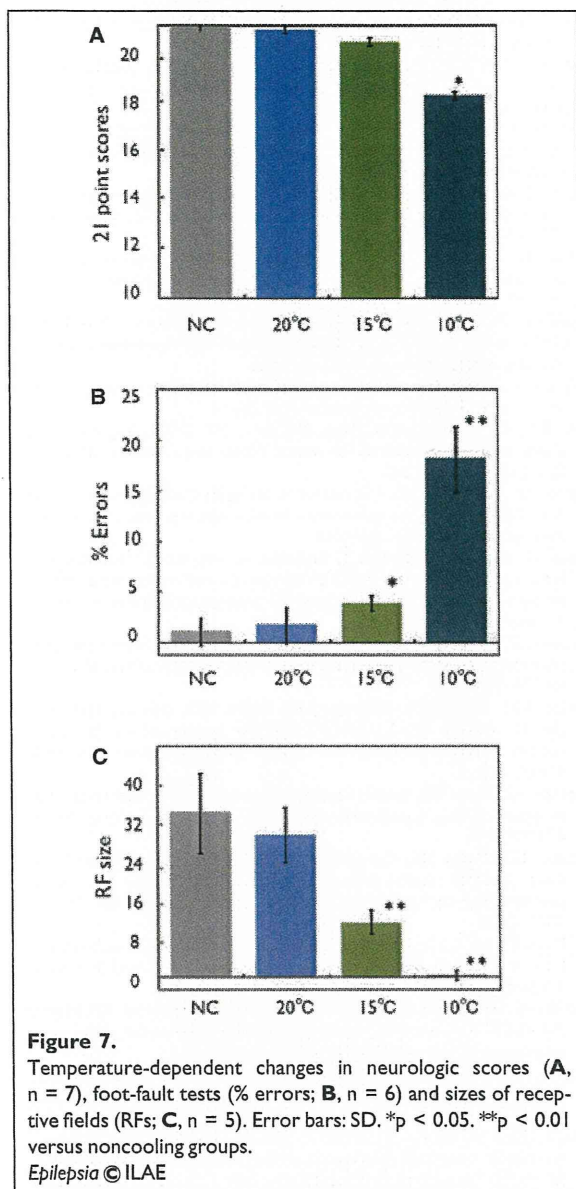 A
20
*
18
21 point scores
16
14
12
10
NC 20°C 15°C 10°C
B
25
**
20
15
% Errors
10
*
5
0
NC 20°C 15°C 10°C
C
40
32
RF size
24
16
**
8
**
0
NC 20°C 15°C 10°C
Figure 7.
Temperature-dependent changes in neurologic scores (A,
n = 7), foot-fault tests (% errors; B, n = 6) and sizes of recep-
tive fields (RFs; C, n = 5). Error bars: SD. *p < 0.05. **p < 0.01
versus noncooling groups.
Epilepsia © ILAE